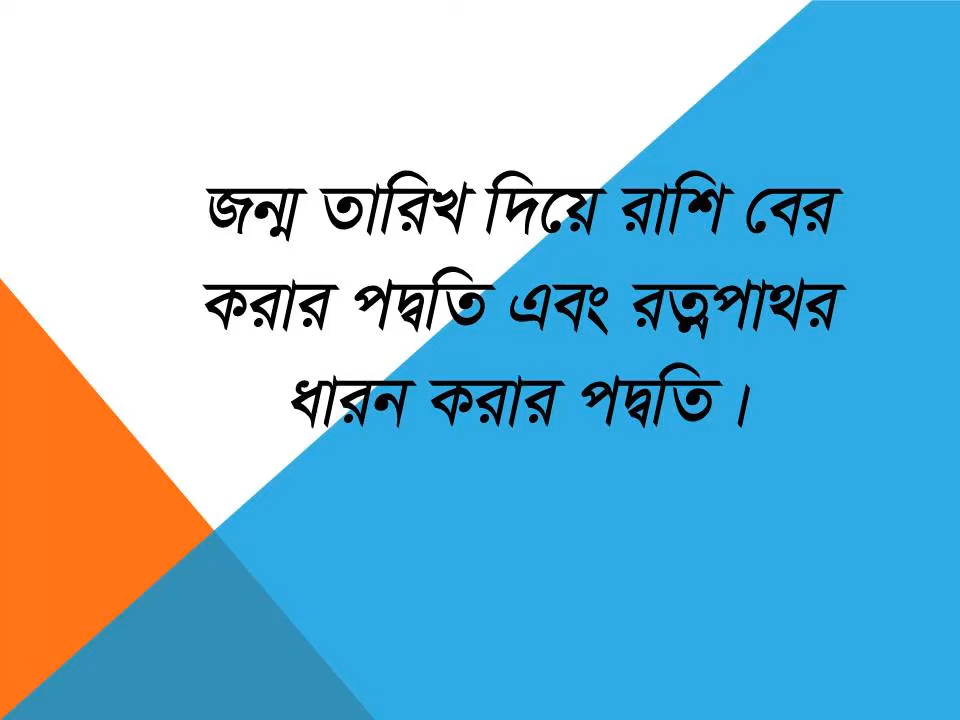 জন্ম তারিখ দিয়ে রাশি বের
করার পদ্বতি এবং রত্নপাথর
ধারন করার পদ্বতি।